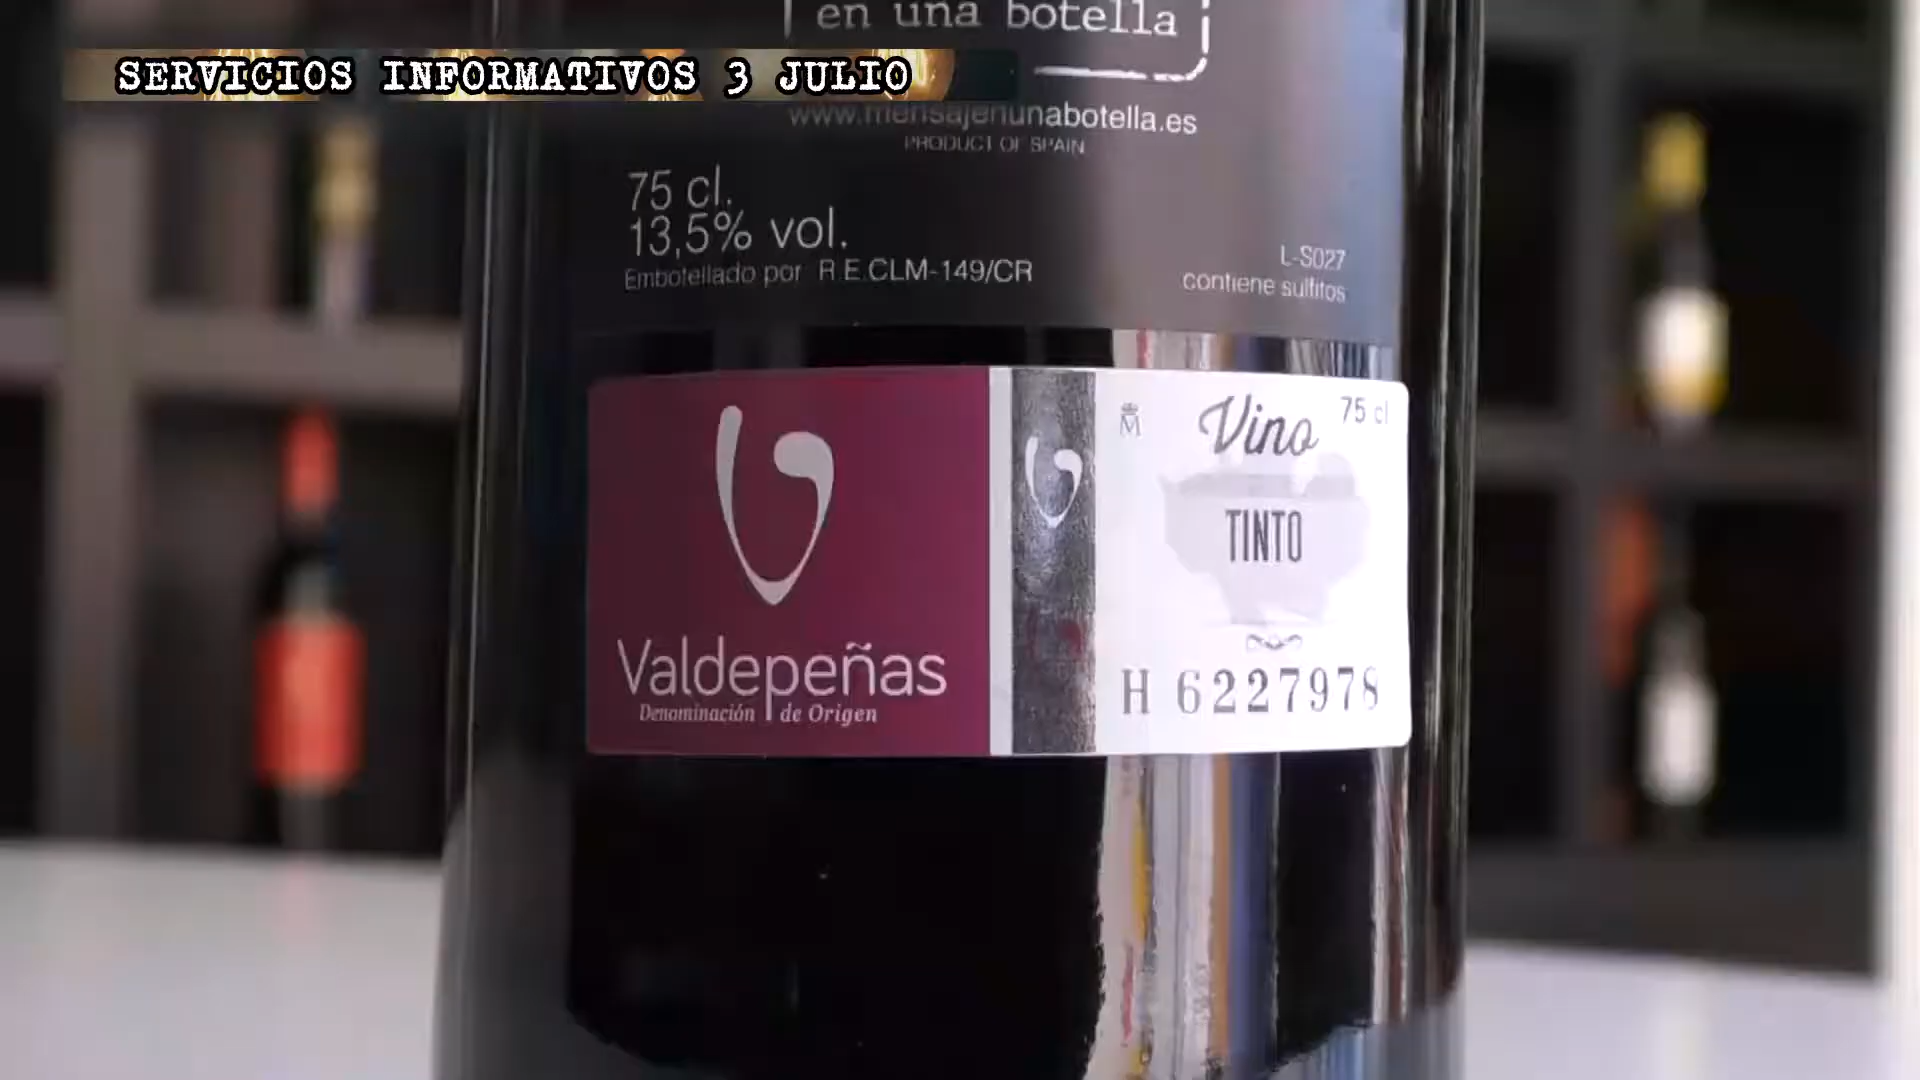 en una botella
SERVICIOS INFORMATIVOS 3 JULIO
www.mensajenunabotella.es
PRODUCT OF SPAIN
75 cl.
13,5% vol.
Embotellado por R.E.CLM-149/CR
L-S027
contiene sulfitos
Valdepeñas
Denominación de Origen
M
Vino
75 cl
TINTO
H 6227978